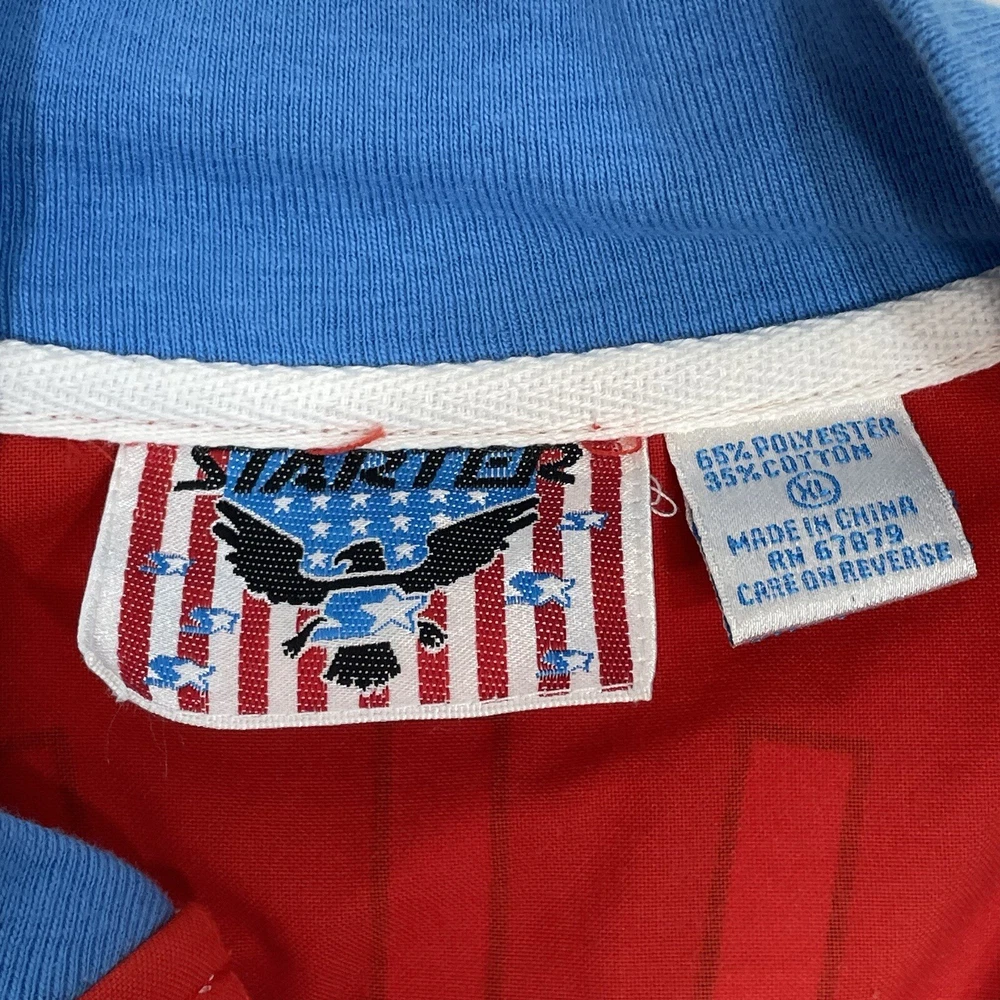 STARTER
65% POLYESTER
35% COTTON
XL
MADE IN CHINA
RN 67879
CARE ON REVERSE